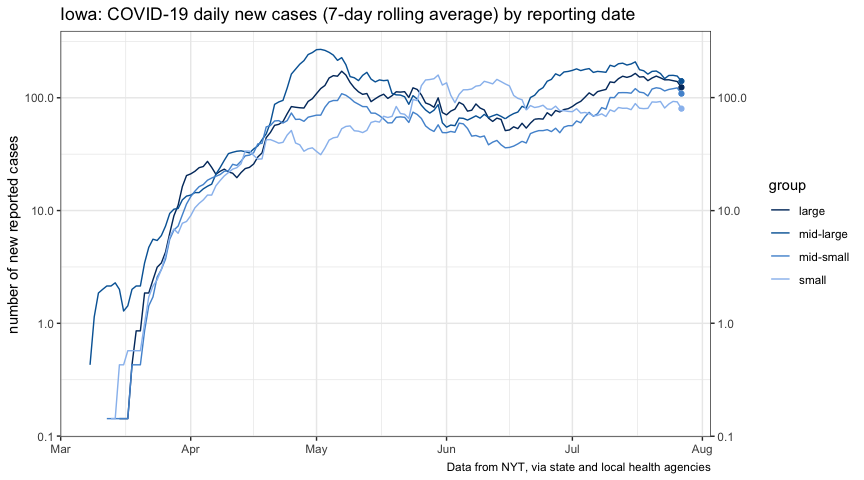 Iowa: COVID-19 daily new cases (7-day rolling average) by reporting date
number of new reported cases
100.0
10.0
1.0
0.1
100.0
10.0
1.0
0.1
Mar
Apr
May
Jun
Jul
Aug
group
large
mid-large
mid-small
small
Data from NYT, via state and local health agencies